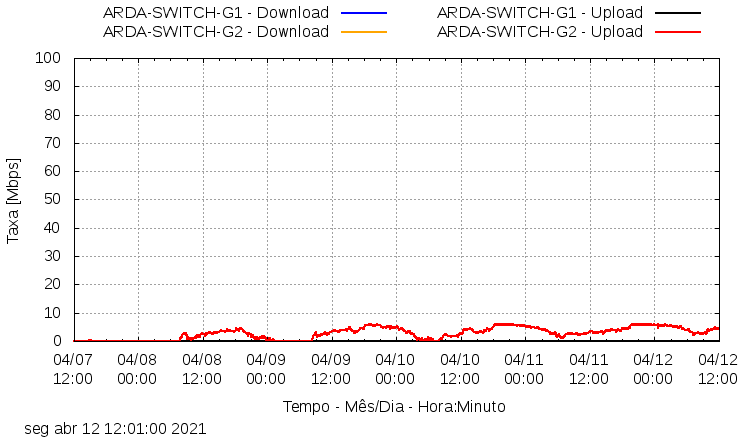 ARDA-SWITCH-G1 - Download ARDA-SWITCH-G1 - Upload
ARDA-SWITCH-G2 - Download ARDA-SWITCH-G2 - Upload
100
90
80
70
60
50
40
30
20
10
0
Taxa [Mbps]
04/07 04/08 04/08 04/09 04/09 04/10 04/10 04/11 04/11 04/12 04/12
12:00 00:00 12:00 00:00 12:00 00:00 12:00 00:00 12:00 00:00 12:00
Tempo - Mês/Dia - Hora:Minuto
seg abr 12 12:01:00 2021